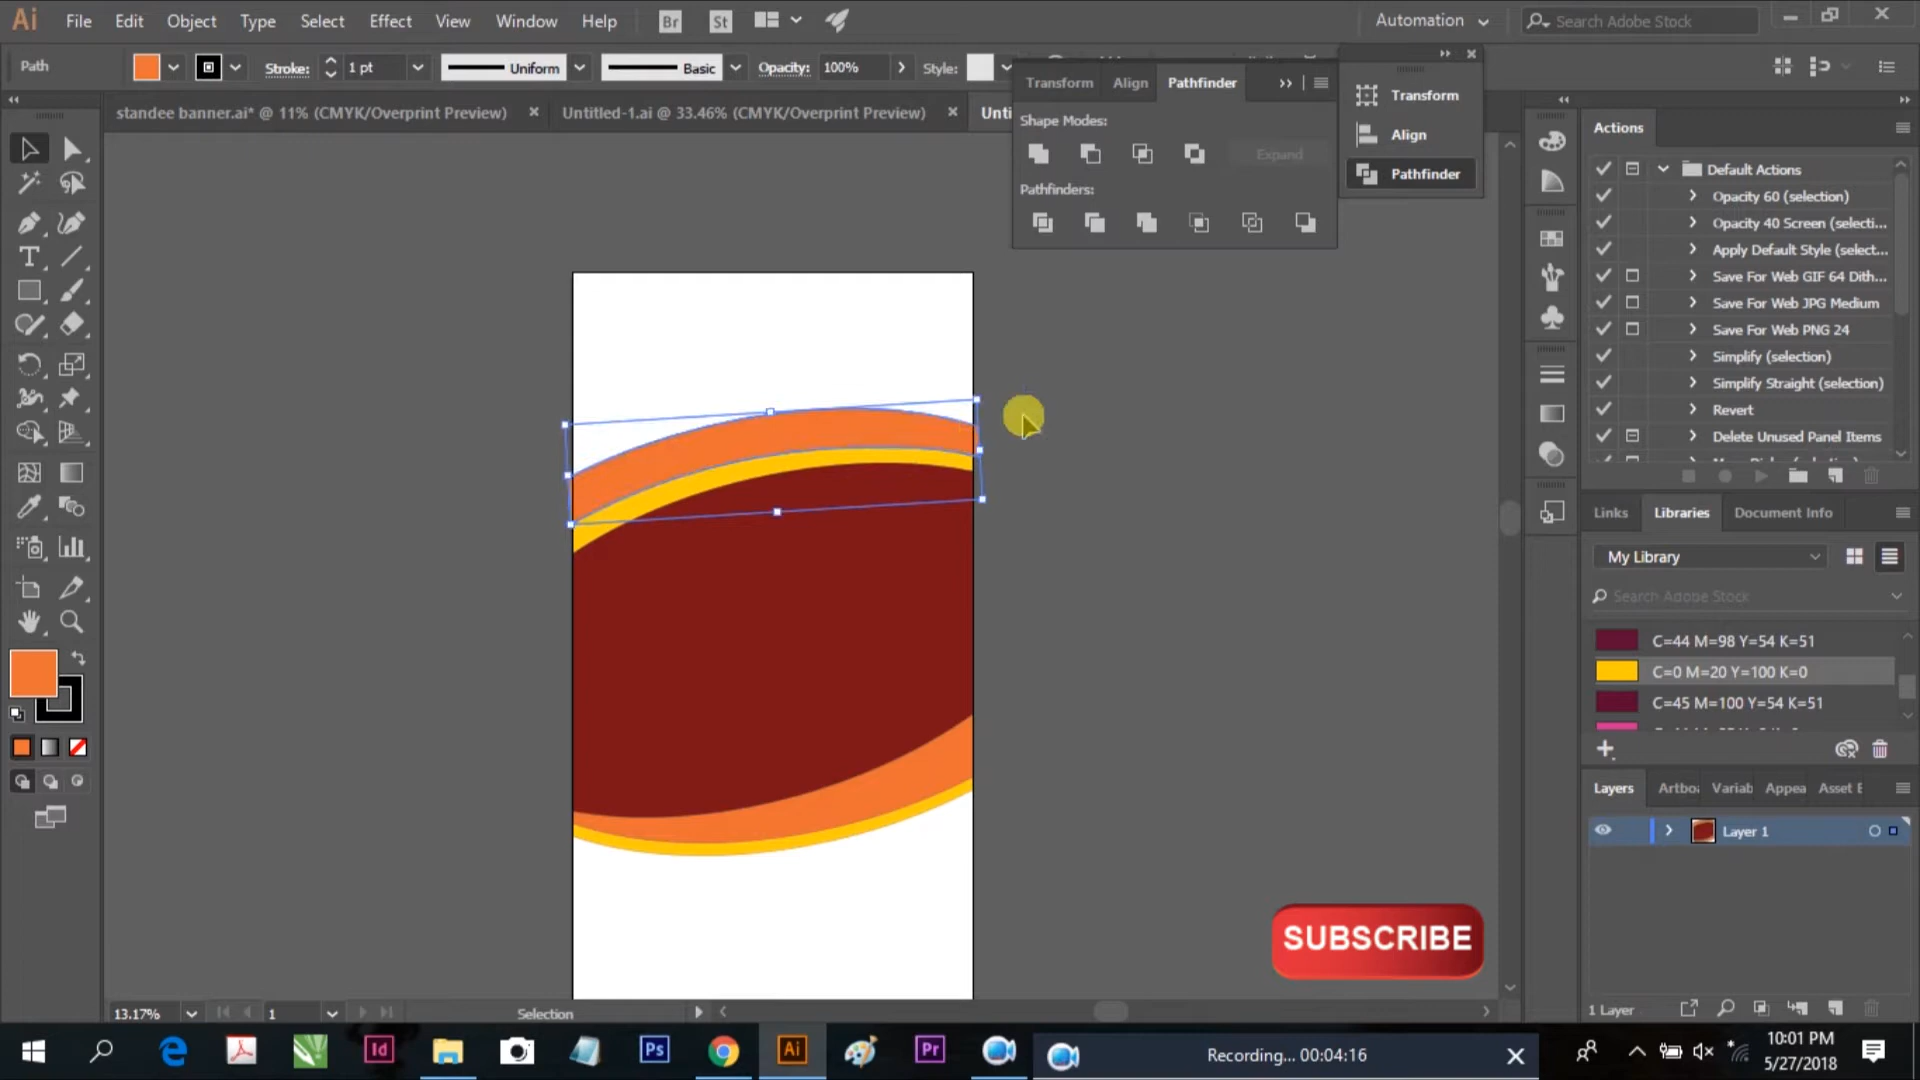 Ai File Edit Object Type Select Effect View Window Help Br St Automation Search Adobe Stock
Path Stroke: 1 pt Uniform Basic Opacity: 100% Style:
standee banner.ai* @ 11% (CMYK/Overprint Preview) Untitled-1.ai @ 33.46% (CMYK/Overprint Preview) Unti
Transform Align Pathfinder
Shape Modes:
Expand
Pathfinders:
Transform
Align
Pathfinder
Actions
Default Actions
Opacity 60 (selection)
Opacity 40 Screen (selecti...
Apply Default Style (select...
Save For Web GIF 64 Dith...
Save For Web JPG Medium
Save For Web PNG 24
Simplify (selection)
Simplify Straight (selection)
Revert
Delete Unused Panel Items
Links Libraries Document Info
My Library
Search Adobe Stock
C=44 M=98 Y=54 K=51
C=0 M=20 Y=100 K=0
C=45 M=100 Y=54 K=51
Layers Artboa Variab Appea Asset E
Layer 1
SUBSCRIBE
1 Layer
13.17% 1 Selection
Id Ps Ai Pr
Recording... 00:04:16
10:01 PM
5/27/2018